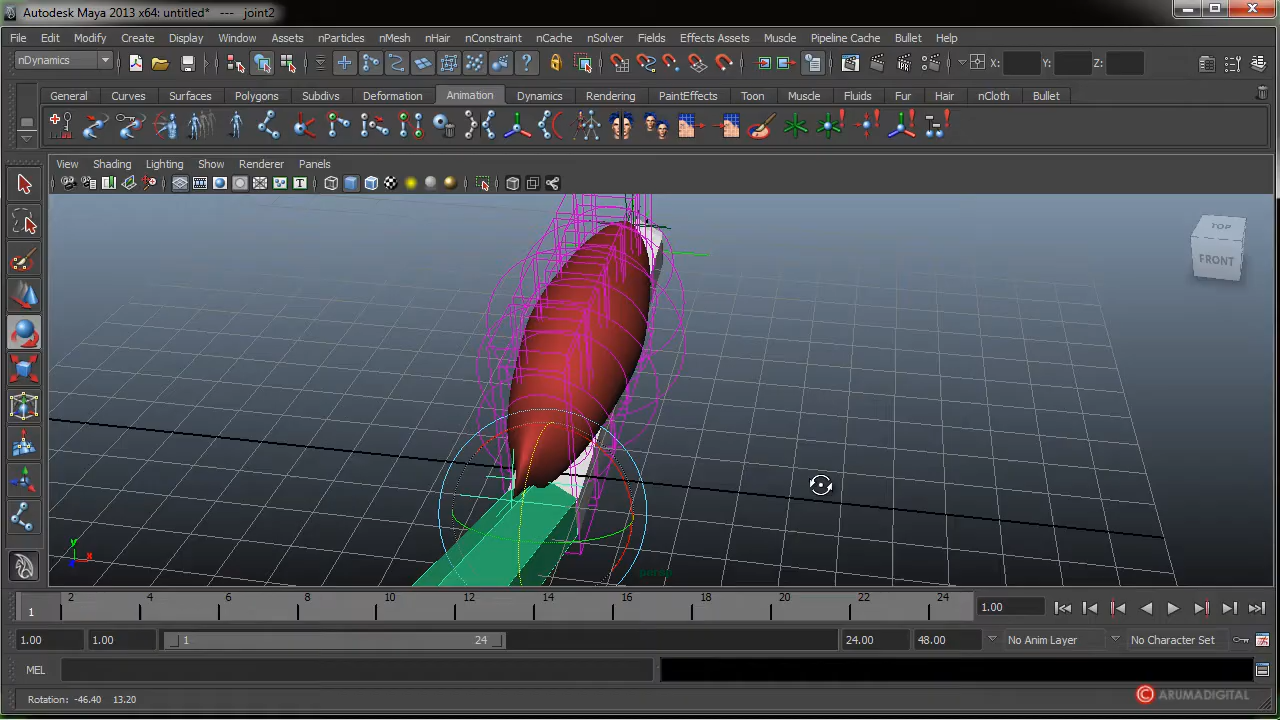 Autodesk Maya 2013 x64: untitled* --- joint2
File Edit Modify Create Display Window Assets nParticles nMesh nHair nConstraint nCache nSolver Fields Effects Assets Muscle Pipeline Cache Bullet Help
nDynamics X: Y: Z:
General Curves Surfaces Polygons Subdivs Deformation Animation Dynamics Rendering PaintEffects Toon Muscle Fluids Fur Hair nCloth Bullet
View Shading Lighting Show Renderer Panels
TOP
FRONT
y
x
z
persp
1 2 4 6 8 10 12 14 16 18 20 22 24 1.00
1.00 1.00 1 24 24.00 48.00 No Anim Layer No Character Set
MEL
Rotation: -46.40 13.20
© ARUMADIGITAL